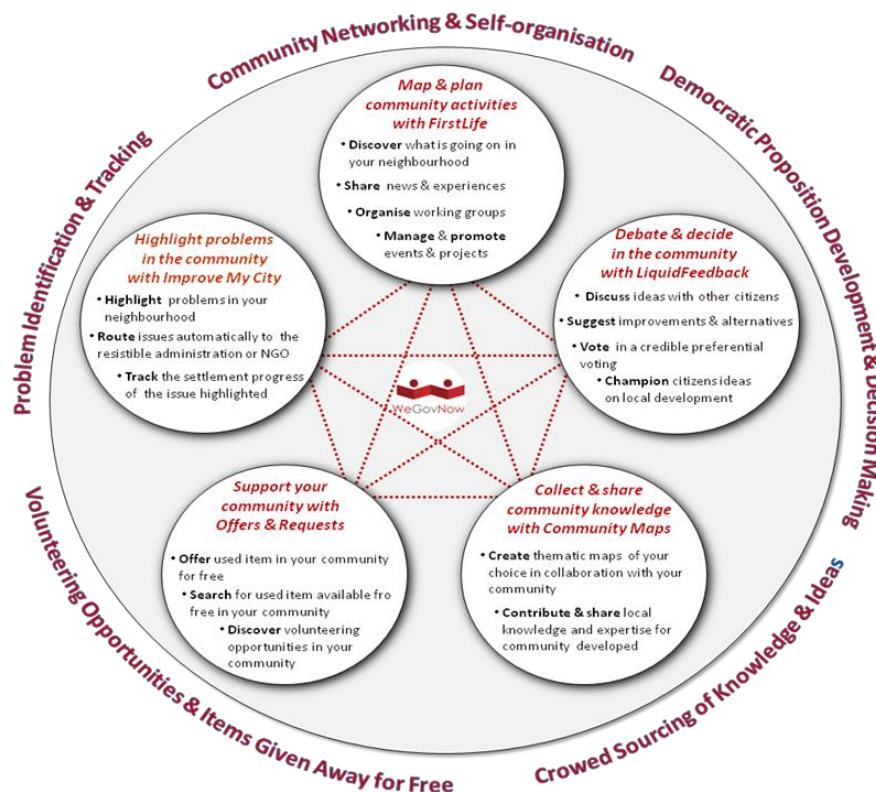 Community Networking & Self-organisation
Democratic Proposition Development & Decision Making
Problem Identification & Tracking
Map & plan
community activities
with FirstLife
• Discover what is going on in
your neighbourhood
• Share news & experiences
• Organise working groups
• Manage & promote
events & projects
Highlight problems
in the community
with Improve My City
• Highlight problems in your
neighbourhood
• Route issues automatically to the
resistible administration or NGO
• Track the settlement progress
of the issue highlighted
Debate & decide
in the community
with LiquidFeedback
• Discuss ideas with other citizens
• Suggest improvements & alternatives
• Vote in a credible preferential
voting
• Champion citizens ideas
on local development
WeGovNow
Support your
community with
Offers & Requests
• Offer used item in your community
for free
• Search for used item available fro
free in your community
• Discover volunteering
opportunities in your
community
Collect & share
community knowledge
with Community Maps
• Create thematic maps of your
choice in collaboration with your
community
• Contribute & share local
knowledge and expertise for
community developed
Volunteering Opportunities & Items Given Away for Free
Crowed Sourcing of Knowledge & Ideas